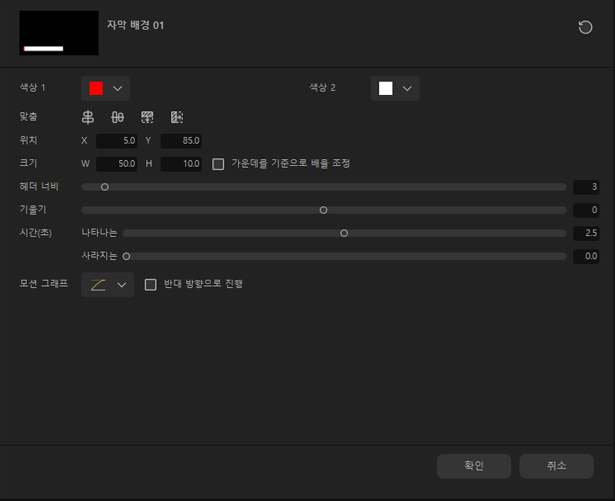 자막 배경 01
색상 1 색상 2
맞춤
위치 X 5.0 Y 85.0
크기 W 50.0 H 10.0 가운데를 기준으로 배율 조정
헤더 너비 3
기울기 0
시간(초) 나타나는 2.5
사라지는 0.0
모션 그래프 반대 방향으로 진행
확인 취소